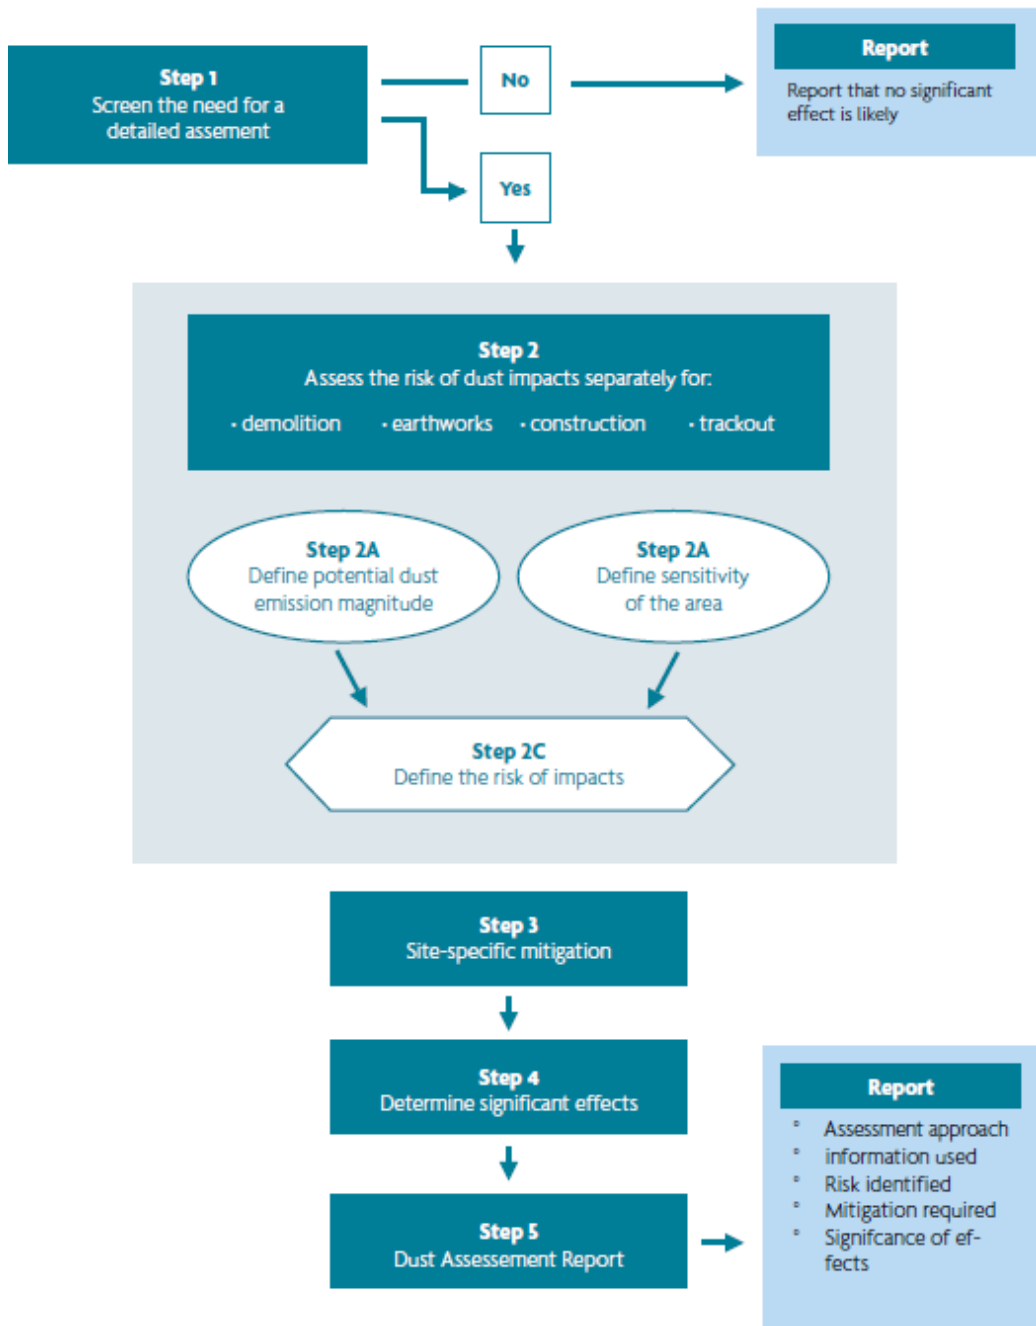 Step 1
Screen the need for a
detailed assement
No
Report
Report that no significant
effect is likely
Yes
Step 2
Assess the risk of dust impacts separately for:
· demolition · earthworks · construction · trackout
Step 2A
Define potential dust
emission magnitude
Step 2A
Define sensitivity
of the area
Step 2C
Define the risk of impacts
Step 3
Site-specific mitigation
Step 4
Determine significant effects
Step 5
Dust Assessement Report
Report
° Assessment approach
° information used
° Risk identified
° Mitigation required
° Signifcance of ef-
fects